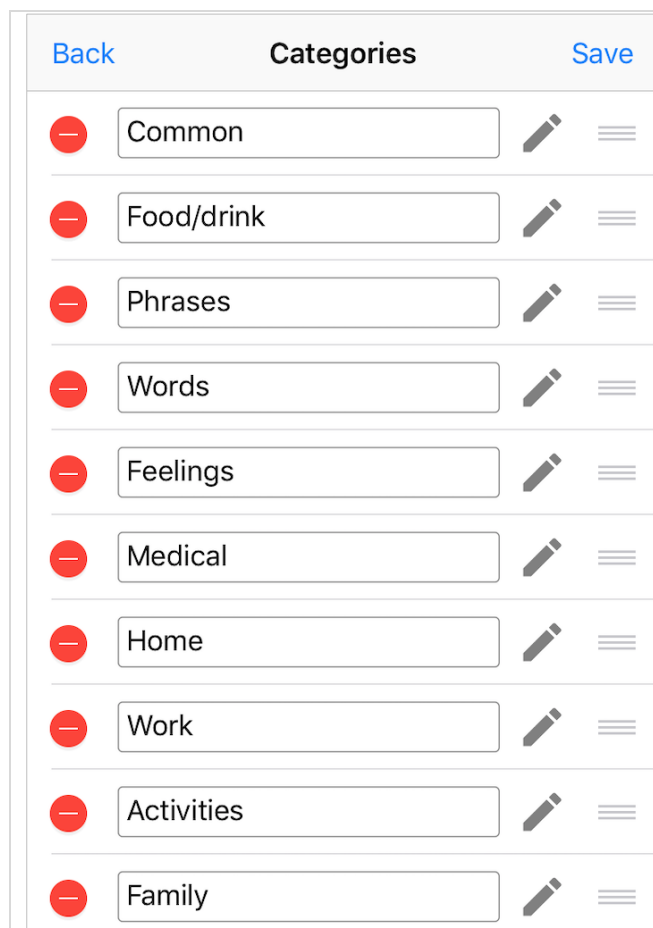 Back Categories Save
Common
Food/drink
Phrases
Words
Feelings
Medical
Home
Work
Activities
Family